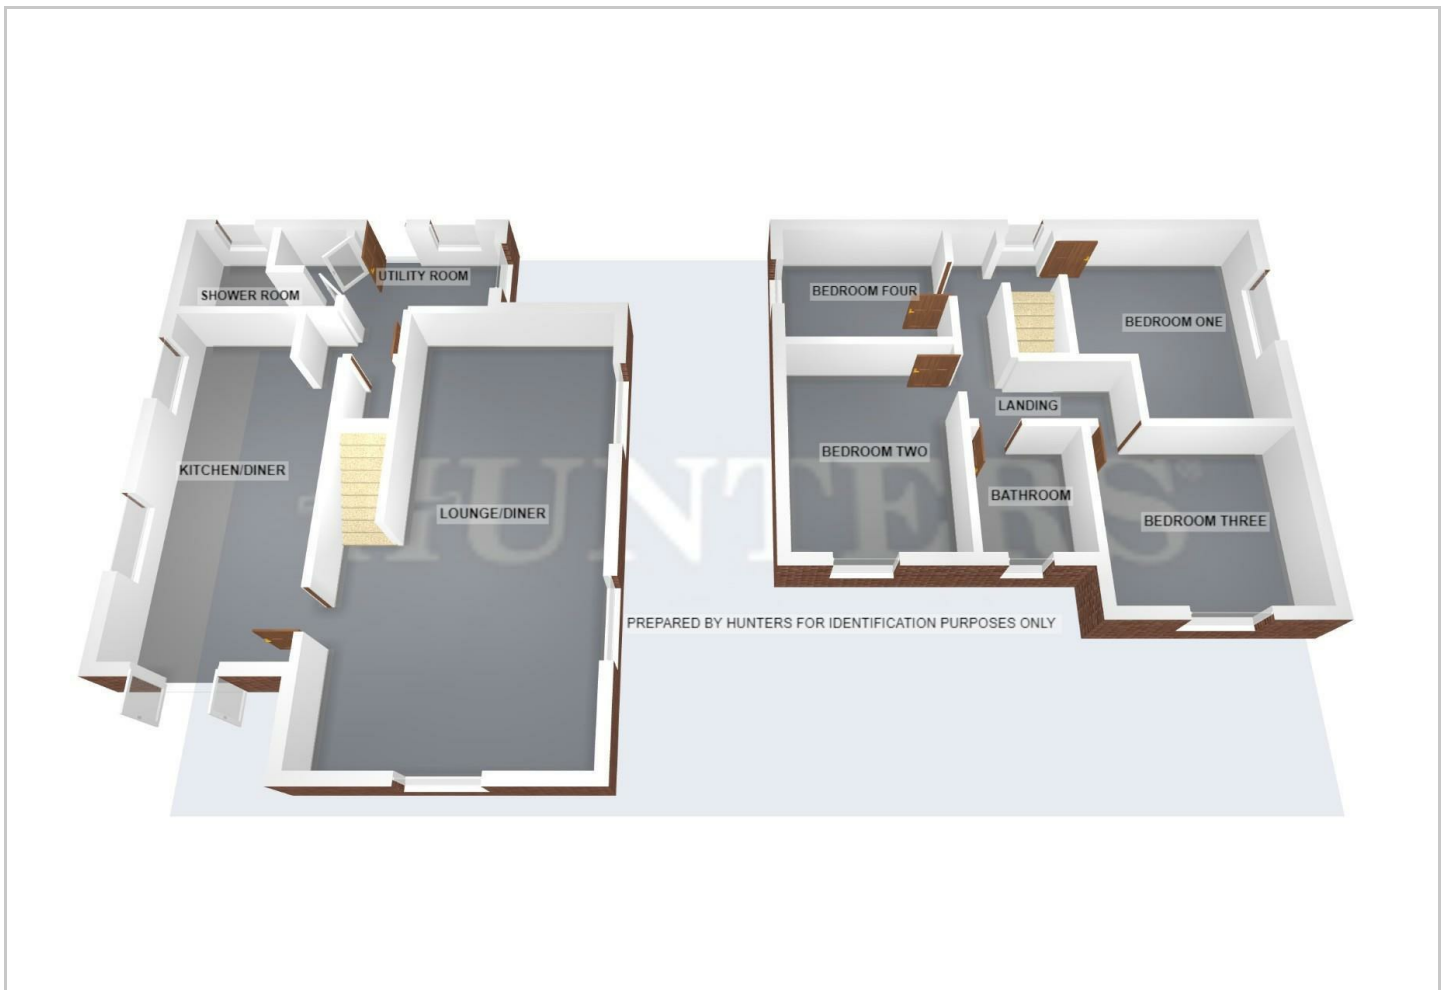 UTILITY ROOM
SHOWER ROOM
KITCHEN/DINER
LOUNGE/DINER
BEDROOM FOUR
BEDROOM ONE
LANDING
BEDROOM TWO
BATHROOM
BEDROOM THREE
HUNTERS®
PREPARED BY HUNTERS FOR IDENTIFICATION PURPOSES ONLY